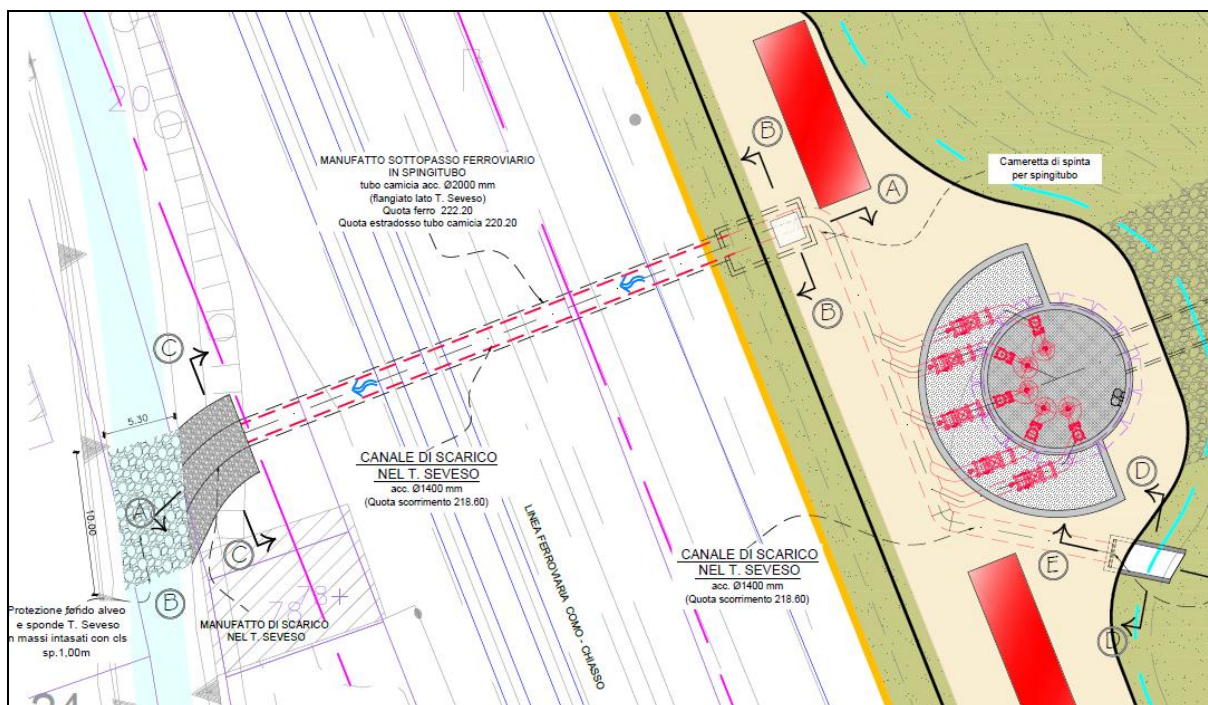 MANUFATTO SOTTOPASSO FERROVIARIO
IN SPINGITUBO
tubo camicia acc. Ø2000 mm
(flangiato lato T. Seveso)
Quota ferro 222.20
Quota estradosso tubo camicia 220.20
Cameretta di spinta
per spingitubo
B
A
B
C
5.30
CANALE DI SCARICO
NEL T. SEVESO
acc. Ø1400 mm
(Quota scorrimento 218.60)
A
10.00
C
D
LINEA FERROVIARIA COMO - CHIASSO
CANALE DI SCARICO
NEL T. SEVESO
acc. Ø1400 mm
(Quota scorrimento 218.60)
E
B
D
Protezione fondo alveo
e sponde T. Seveso
n massi intasati con cls
sp.1,00m
MANUFATTO DI SCARICO
NEL T. SEVESO